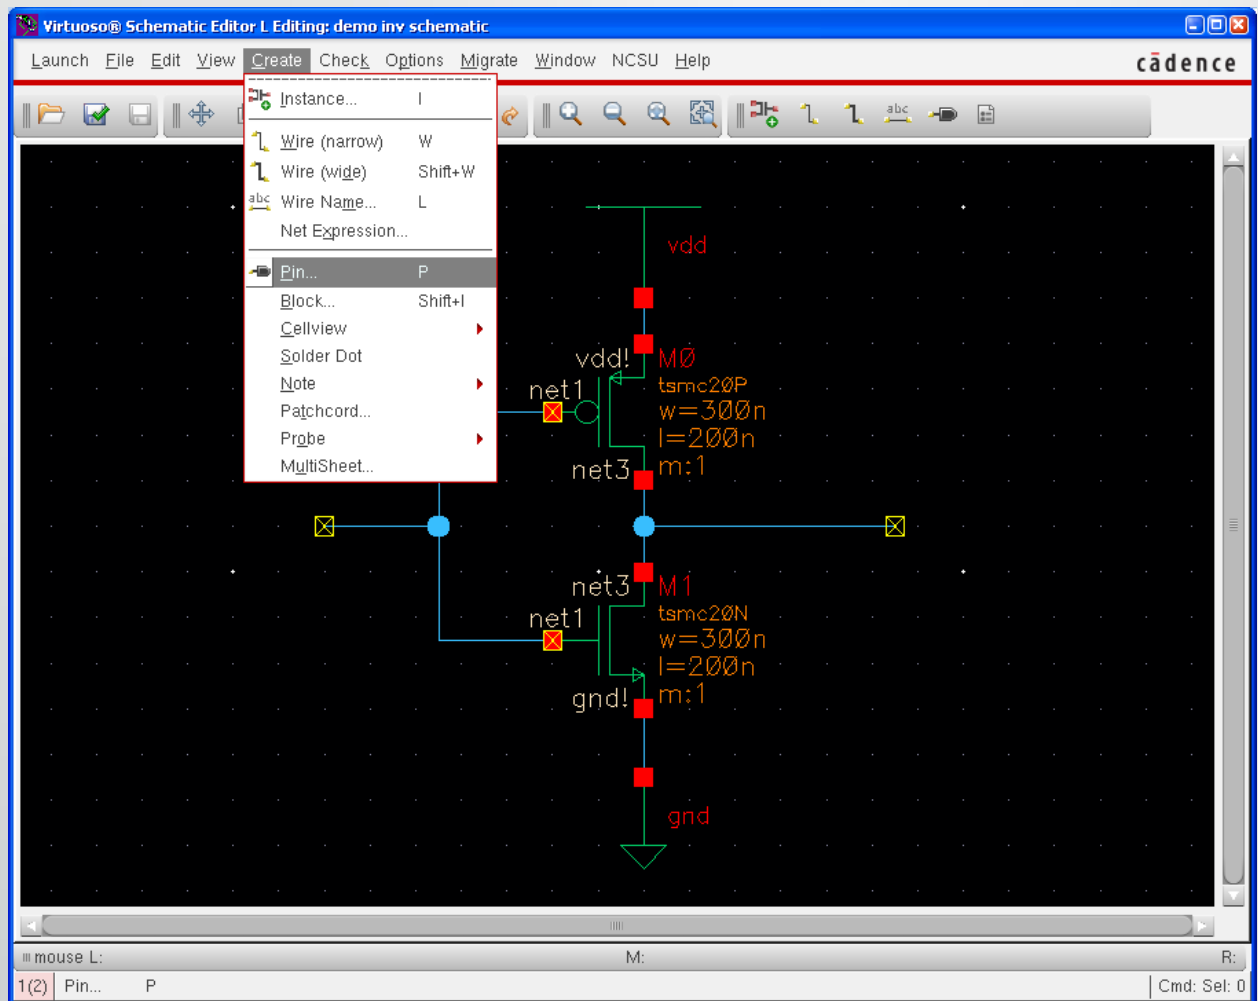 Virtuoso® Schematic Editor L Editing: demo inv schematic
Launch File Edit View Create Check Options Migrate Window NCSU Help
cādence
Instance... I
Wire (narrow) W
Wire (wide) Shift+W
abc Wire Name... L
Net Expression...
Pin... P
Block... Shift+I
Cellview
Solder Dot
Note
Patchcord...
Probe
MultiSheet...
abc
vdd
vdd! M0
net1 tsmc20P
w=300n
l=200n
net3 m:1
net3 M1
net1 tsmc20N
w=300n
l=200n
gnd! m:1
gnd
mouse L: M: R:
1(2) Pin... P Cmd: Sel: 0